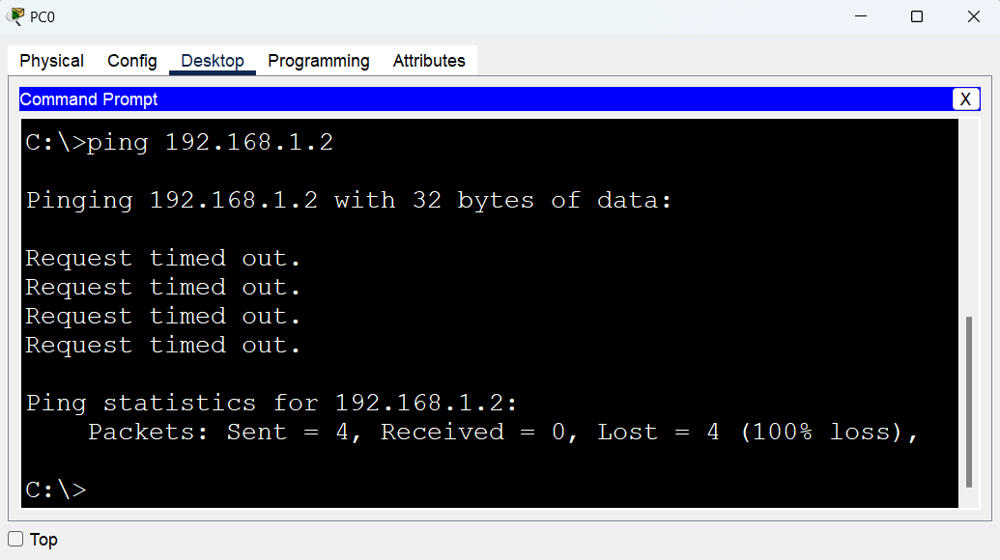 PC0
Physical Config Desktop Programming Attributes
Command Prompt X
C:\>ping 192.168.1.2
Pinging 192.168.1.2 with 32 bytes of data:
Request timed out.
Request timed out.
Request timed out.
Request timed out.
Ping statistics for 192.168.1.2:
Packets: Sent = 4, Received = 0, Lost = 4 (100% loss),
C:\>
Top